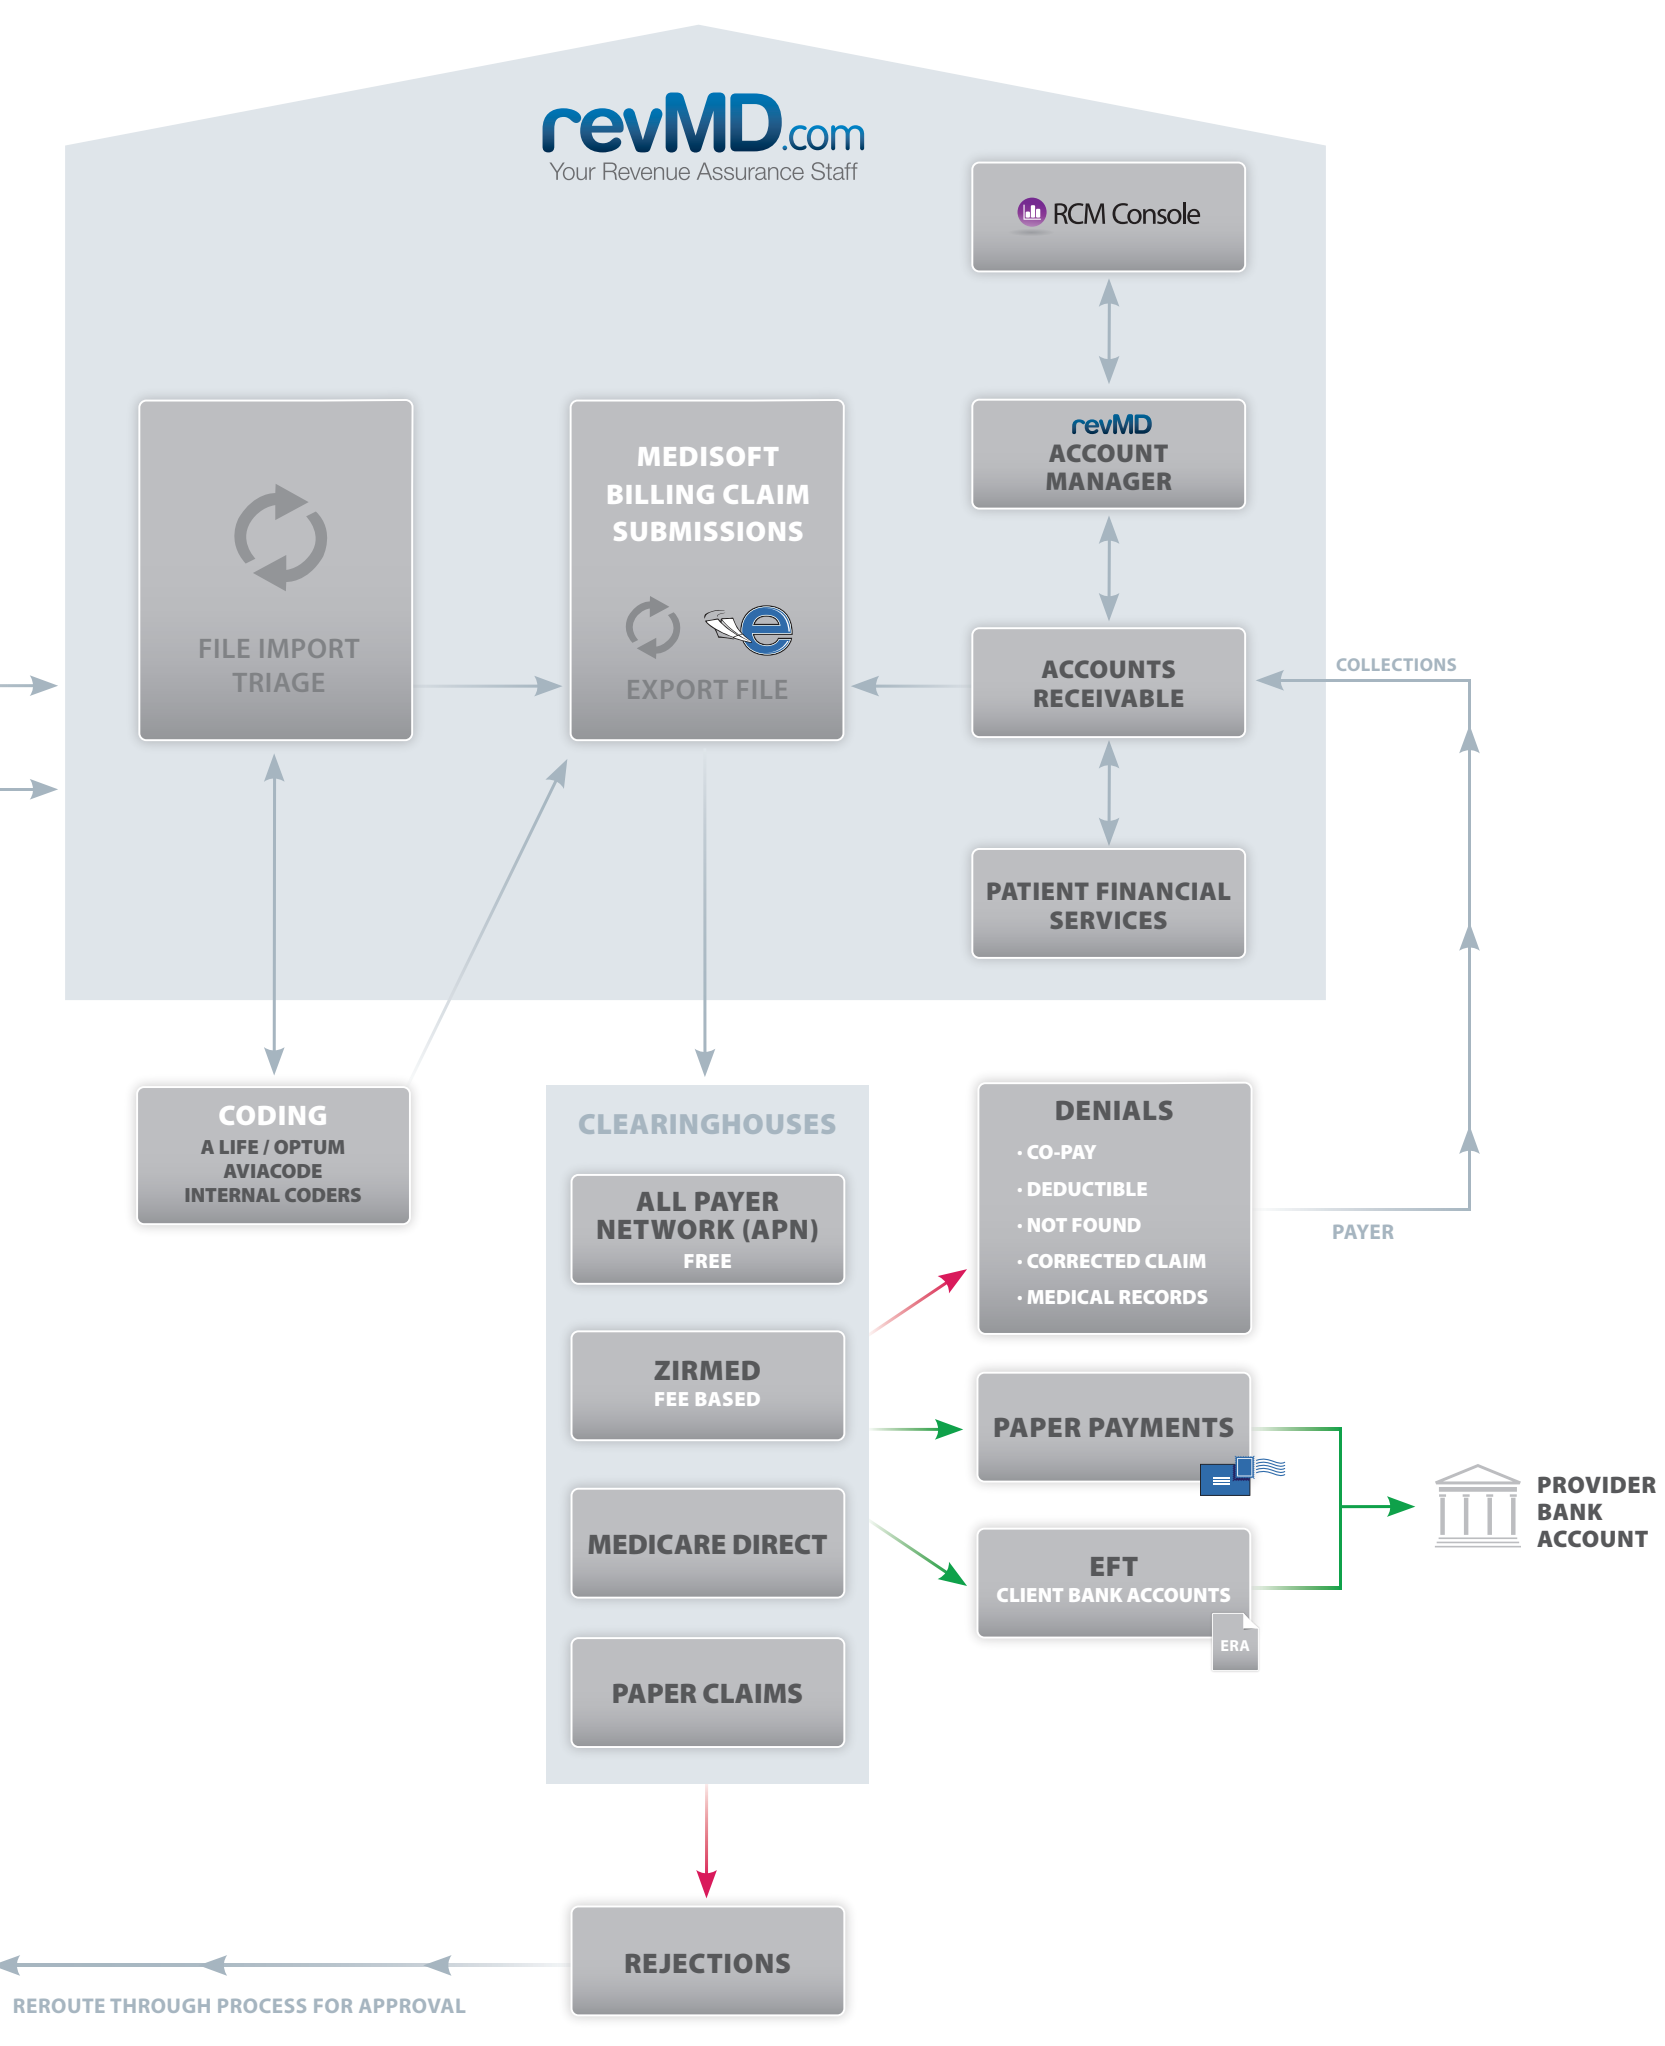 revMD.com
Your Revenue Assurance Staff
RCM Console
revMD
ACCOUNT
MANAGER
MEDISOFT
BILLING CLAIM
SUBMISSIONS
EXPORT FILE
FILE IMPORT
TRIAGE
ACCOUNTS
RECEIVABLE
COLLECTIONS
PATIENT FINANCIAL
SERVICES
CODING
A LIFE / OPTUM
AVIACODE
INTERNAL CODERS
CLEARINGHOUSES
ALL PAYER
NETWORK (APN)
FREE
ZIRMED
FEE BASED
MEDICARE DIRECT
PAPER CLAIMS
DENIALS
• CO-PAY
• DEDUCTIBLE
• NOT FOUND
• CORRECTED CLAIM
• MEDICAL RECORDS
PAYER
PAPER PAYMENTS
EFT
CLIENT BANK ACCOUNTS
ERA
PROVIDER
BANK
ACCOUNT
REJECTIONS
REROUTE THROUGH PROCESS FOR APPROVAL